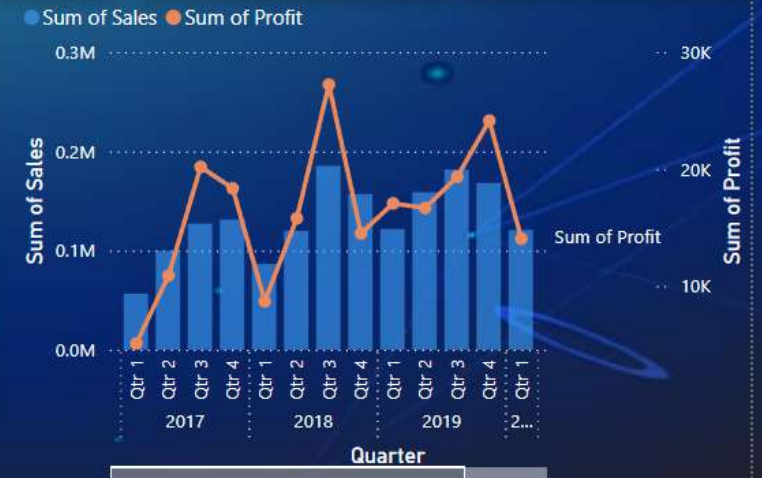 Sum of Sales Sum of Profit
0.3M
0.2M
0.1M
0.0M
Sum of Sales
30K
20K
10K
Sum of Profit
Sum of Profit
Qtr 1 Qtr 2 Qtr 3 Qtr 4 Qtr 1 Qtr 2 Qtr 3 Qtr 4 Qtr 1 Qtr 2 Qtr 3 Qtr 4 Qtr 1
2017 2018 2019 2...
Quarter